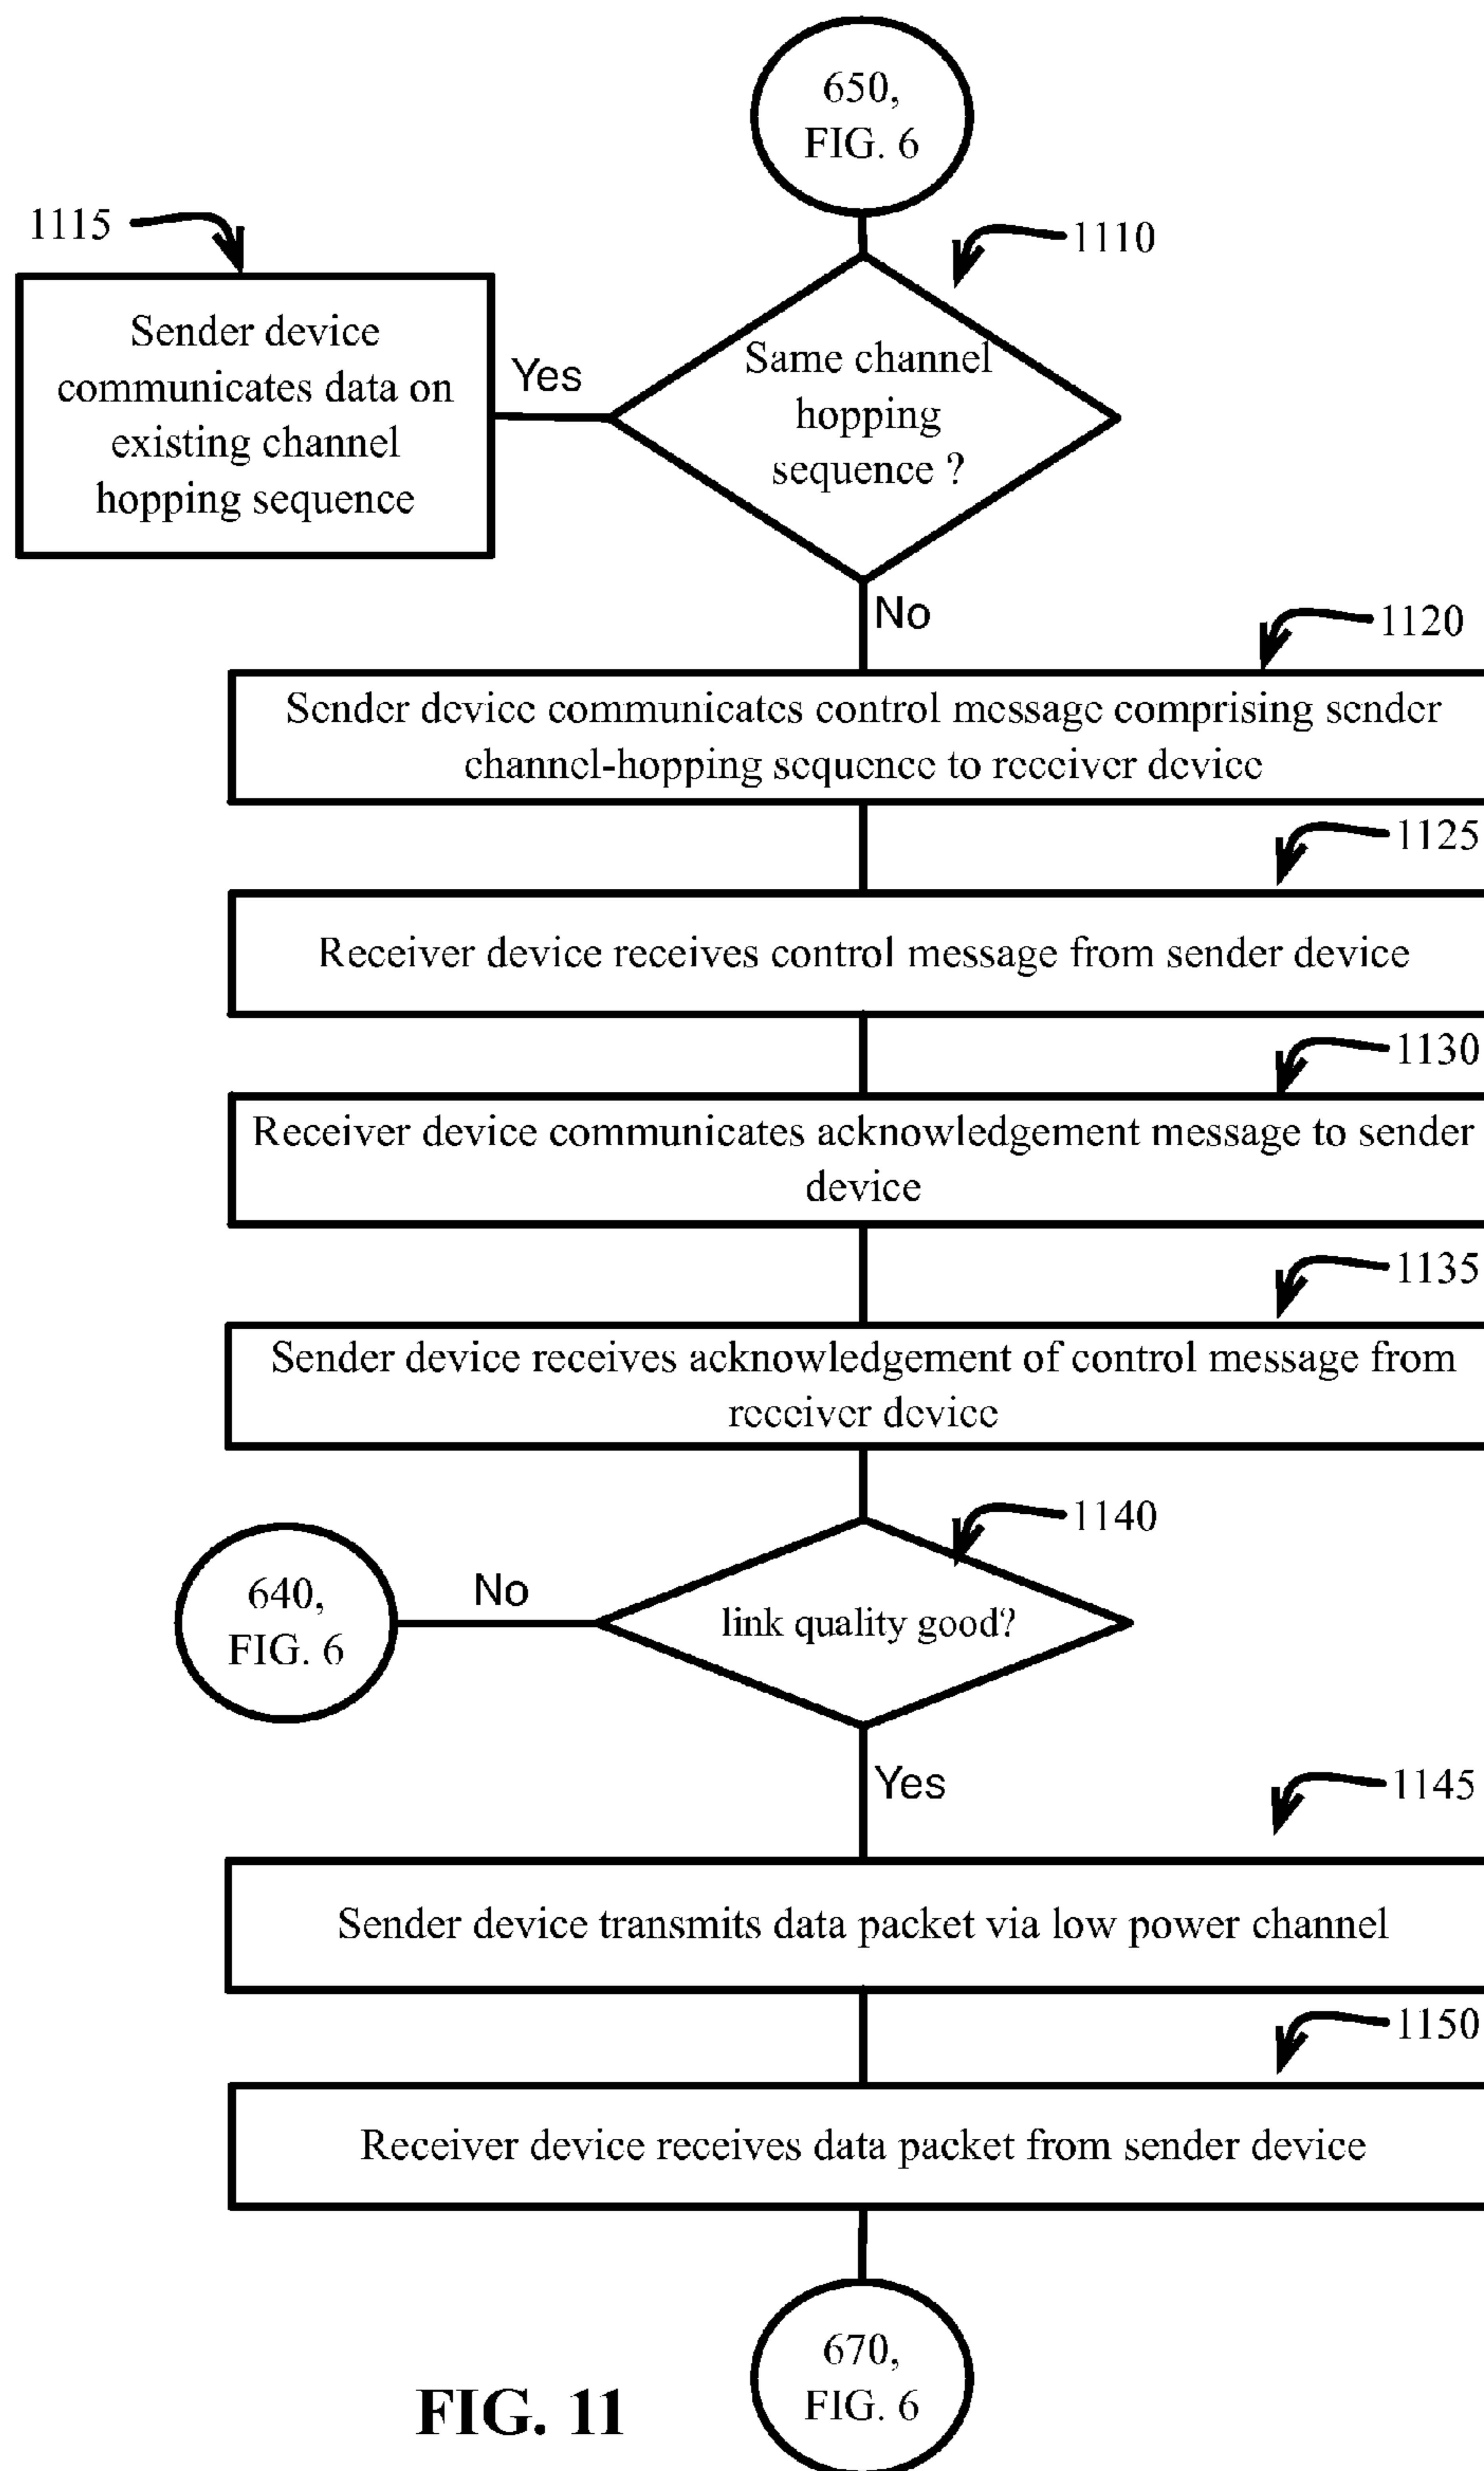 650,
FIG. 6
1115
1110
Sender device
communicates data on
existing channel
hopping sequence
Yes
Same channel
hopping
sequence ?
No
1120
Sender device communicates control message comprising sender
channel-hopping sequence to receiver device
1125
Receiver device receives control message from sender device
1130
Receiver device communicates acknowledgement message to sender
device
1135
Sender device receives acknowledgement of control message from
receiver device
1140
640,
FIG. 6
No
link quality good?
Yes
1145
Sender device transmits data packet via low power channel
1150
Receiver device receives data packet from sender device
670,
FIG. 6
FIG. 11